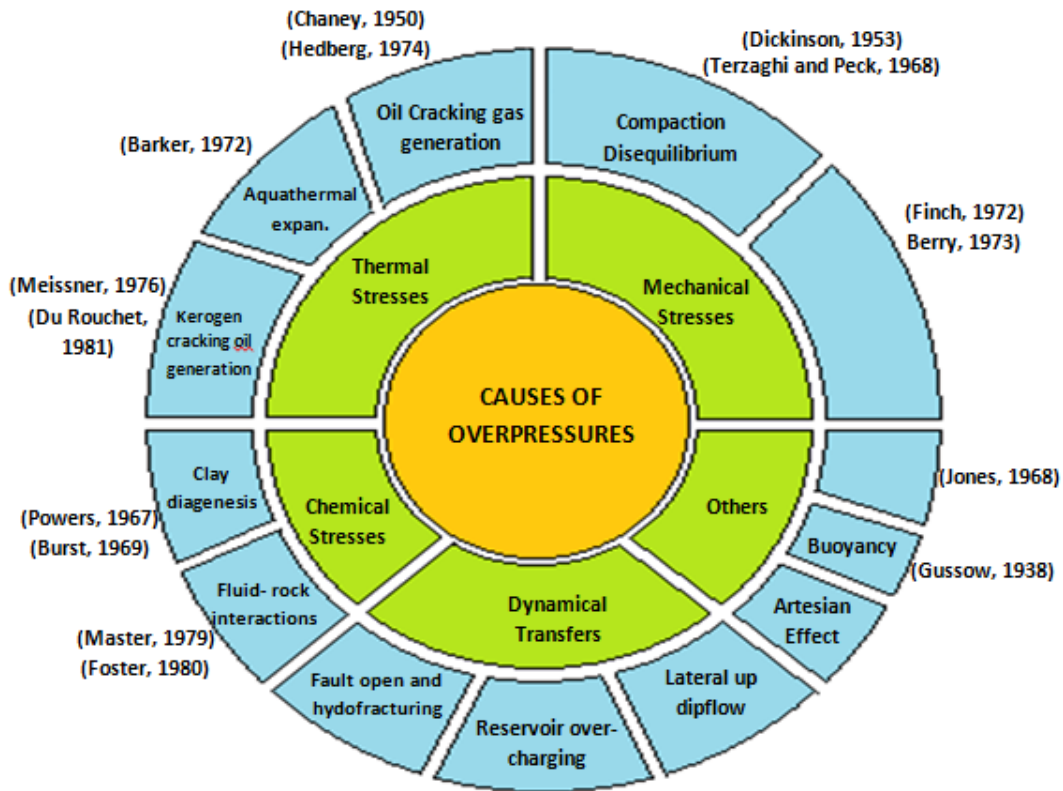 (Chaney, 1950)
(Hedberg, 1974)
(Dickinson, 1953)
(Terzaghi and Peck, 1968)
Oil Cracking gas
generation
Compaction
Disequilibrium
(Barker, 1972)
Aquathermal
expan.
(Finch, 1972)
Berry, 1973)
Thermal
Stresses
Mechanical
Stresses
(Meissner, 1976)
(Du Rouchet,
1981)
Kerogen
cracking oil
generation
CAUSES OF
OVERPRESSURES
Clay
diagenesis
Chemical
Stresses
Others
(Jones, 1968)
(Powers, 1967)
(Burst, 1969)
Buoyancy
(Gussow, 1938)
Fluid- rock
interactions
Dynamical
Transfers
Artesian
Effect
(Master, 1979)
(Foster, 1980)
Fault open and
hydofracturing
Lateral up
dipflow
Reservoir over-
charging